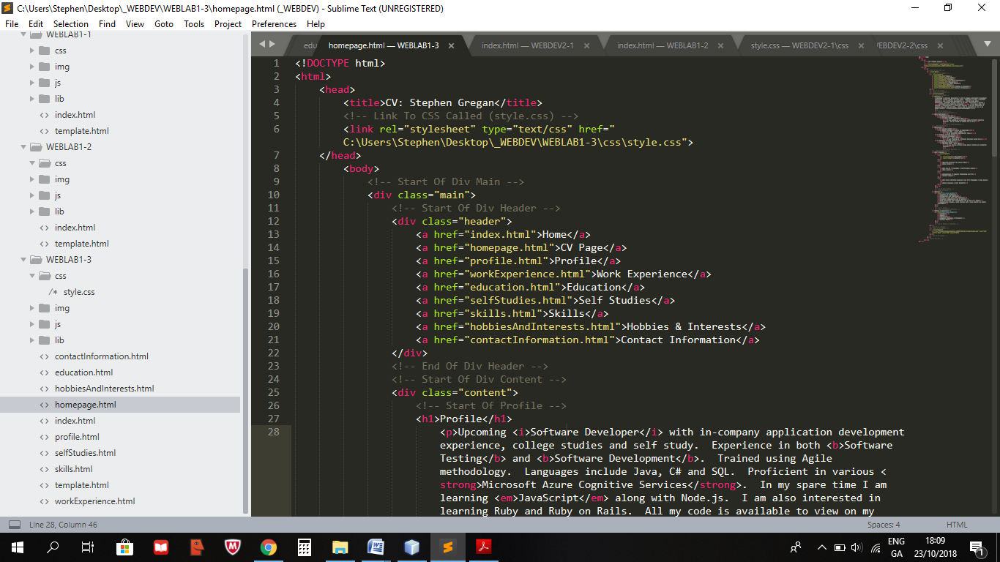 C:\Users\Stephen\Desktop\_WEBDEV\WEBLAB1-3\homepage.html (_WEBDEV) - Sublime Text (UNREGISTERED)
File Edit Selection Find View Goto Tools Project Preferences Help
WEBLAB1-1
css
img
js
lib
index.html
template.html
WEBLAB1-2
css
img
js
lib
index.html
template.html
WEBLAB1-3
css
style.css
img
js
lib
contactInformation.html
education.html
hobbiesAndInterests.html
homepage.html
index.html
profile.html
selfStudies.html
skills.html
template.html
workExperience.html
edu homepage.html — WEBLAB1-3 index.html — WEBDEV2-1 index.html — WEBLAB1-2 style.css — WEBDEV2-1\css /EBDEV2-2\css
1 <!DOCTYPE html>
2 <html>
3 <head>
4 <title>CV: Stephen Gregan</title>
5 <!-- Link To CSS Called (style.css) -->
6 <link rel="stylesheet" type="text/css" href="
C:\Users\Stephen\Desktop\_WEBDEV\WEBLAB1-3\css\style.css">
7 </head>
8 <body>
9 <!-- Start Of Div Main -->
10 <div class="main">
11 <!-- Start Of Div Header -->
12 <div class="header">
13 <a href="index.html">Home</a>
14 <a href="homepage.html">CV Page</a>
15 <a href="profile.html">Profile</a>
16 <a href="workExperience.html">Work Experience</a>
17 <a href="education.html">Education</a>
18 <a href="selfStudies.html">Self Studies</a>
19 <a href="skills.html">Skills</a>
20 <a href="hobbiesAndInterests.html">Hobbies & Interests</a>
21 <a href="contactInformation.html">Contact Information</a>
22 </div>
23 <!-- End Of Div Header -->
24 <!-- Start Of Div Content -->
25 <div class="content">
26 <!-- Start Of Profile -->
27 <h1>Profile</h1>
28 <p>Upcoming <i>Software Developer</i> with in-company application development
experience, college studies and self study.  Experience in both <b>Software
Testing</b> and <b>Software Development</b>.  Trained using Agile
methodology.  Languages include Java, C# and SQL.  Proficient in various <
strong>Microsoft Azure Cognitive Services</strong>.  In my spare time I am
learning <em>JavaScript</em> along with Node.js.  I am also interested in
learning Ruby and Ruby on Rails.  All my code is available to view on my
Line 28, Column 46 Spaces: 4 HTML
ENG 18:09
GA 23/10/2018
1